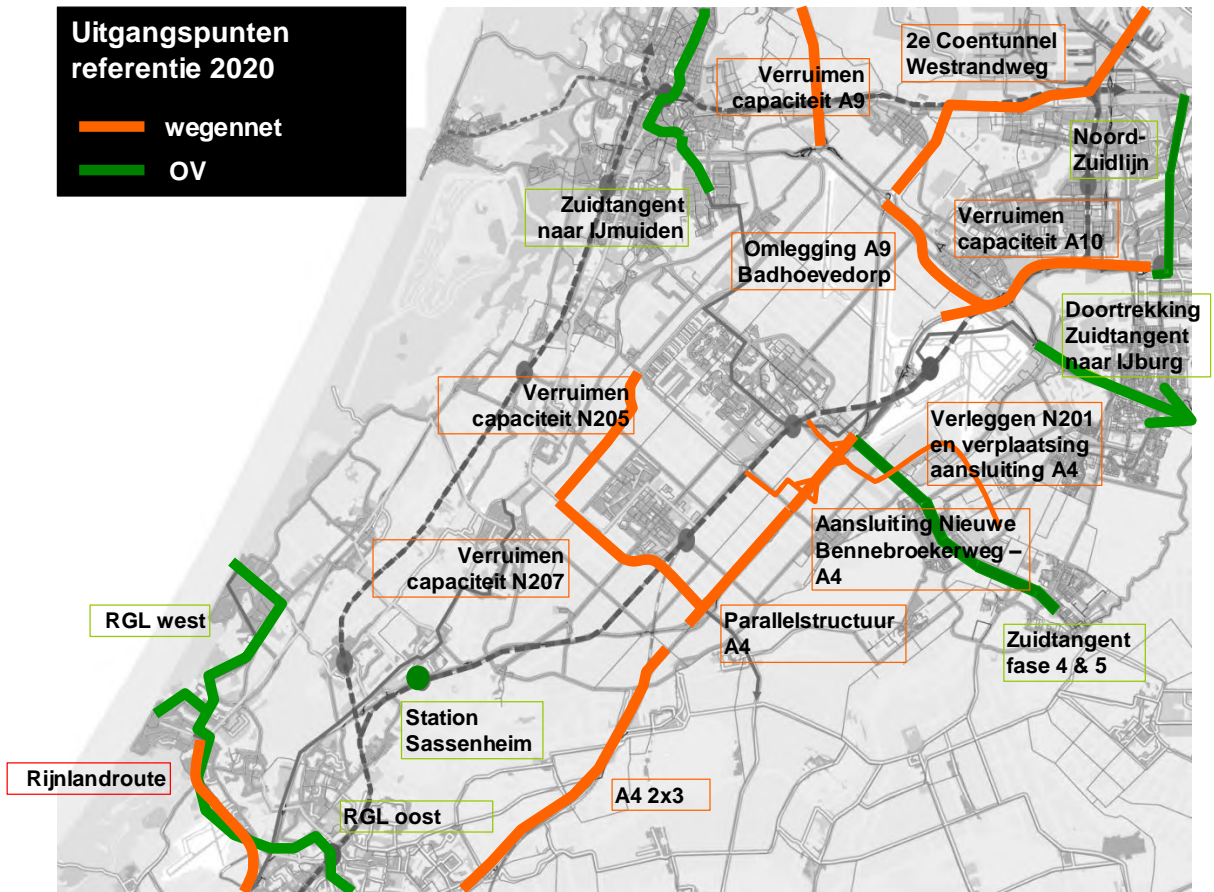 Uitgangspunten
referentie 2020
wegennet
OV
Verruimen
capaciteit A9
2e Coentunnel
Westrandweg
Noord-
Zuidlijn
Zuidtangent
naar IJmuiden
Verruimen
capaciteit A10
Omlegging A9
Badhoevedorp
Doortrekking
Zuidtangent
naar IJburg
Verruimen
capaciteit N205
Verleggen N201
en verplaatsing
aansluiting A4
Aansluiting Nieuwe
Bennebroekerweg –
A4
Verruimen
capaciteit N207
RGL west
Parallelstructuur
A4
Zuidtangent
fase 4 & 5
Station
Sassenheim
Rijnlandroute
A4 2x3
RGL oost